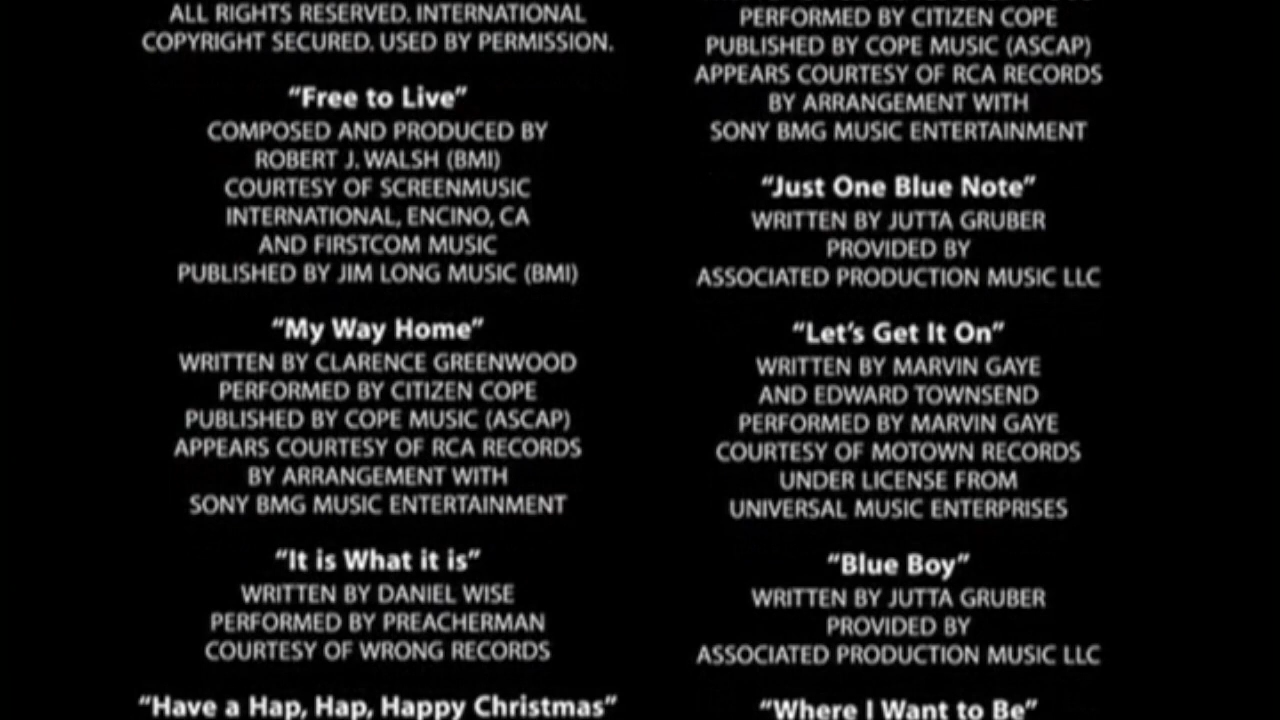 ALL RIGHTS RESERVED. INTERNATIONAL
COPYRIGHT SECURED. USED BY PERMISSION.
“Free to Live”
COMPOSED AND PRODUCED BY
ROBERT J. WALSH (BMI)
COURTESY OF SCREENMUSIC
INTERNATIONAL, ENCINO, CA
AND FIRSTCOM MUSIC
PUBLISHED BY JIM LONG MUSIC (BMI)
“My Way Home”
WRITTEN BY CLARENCE GREENWOOD
PERFORMED BY CITIZEN COPE
PUBLISHED BY COPE MUSIC (ASCAP)
APPEARS COURTESY OF RCA RECORDS
BY ARRANGEMENT WITH
SONY BMG MUSIC ENTERTAINMENT
“It is What it is”
WRITTEN BY DANIEL WISE
PERFORMED BY PREACHERMAN
COURTESY OF WRONG RECORDS
“Have a Hap, Hap, Happy Christmas”
PERFORMED BY CITIZEN COPE
PUBLISHED BY COPE MUSIC (ASCAP)
APPEARS COURTESY OF RCA RECORDS
BY ARRANGEMENT WITH
SONY BMG MUSIC ENTERTAINMENT
“Just One Blue Note”
WRITTEN BY JUTTA GRUBER
PROVIDED BY
ASSOCIATED PRODUCTION MUSIC LLC
“Let’s Get It On”
WRITTEN BY MARVIN GAYE
AND EDWARD TOWNSEND
PERFORMED BY MARVIN GAYE
COURTESY OF MOTOWN RECORDS
UNDER LICENSE FROM
UNIVERSAL MUSIC ENTERPRISES
“Blue Boy”
WRITTEN BY JUTTA GRUBER
PROVIDED BY
ASSOCIATED PRODUCTION MUSIC LLC
“Where I Want to Be”